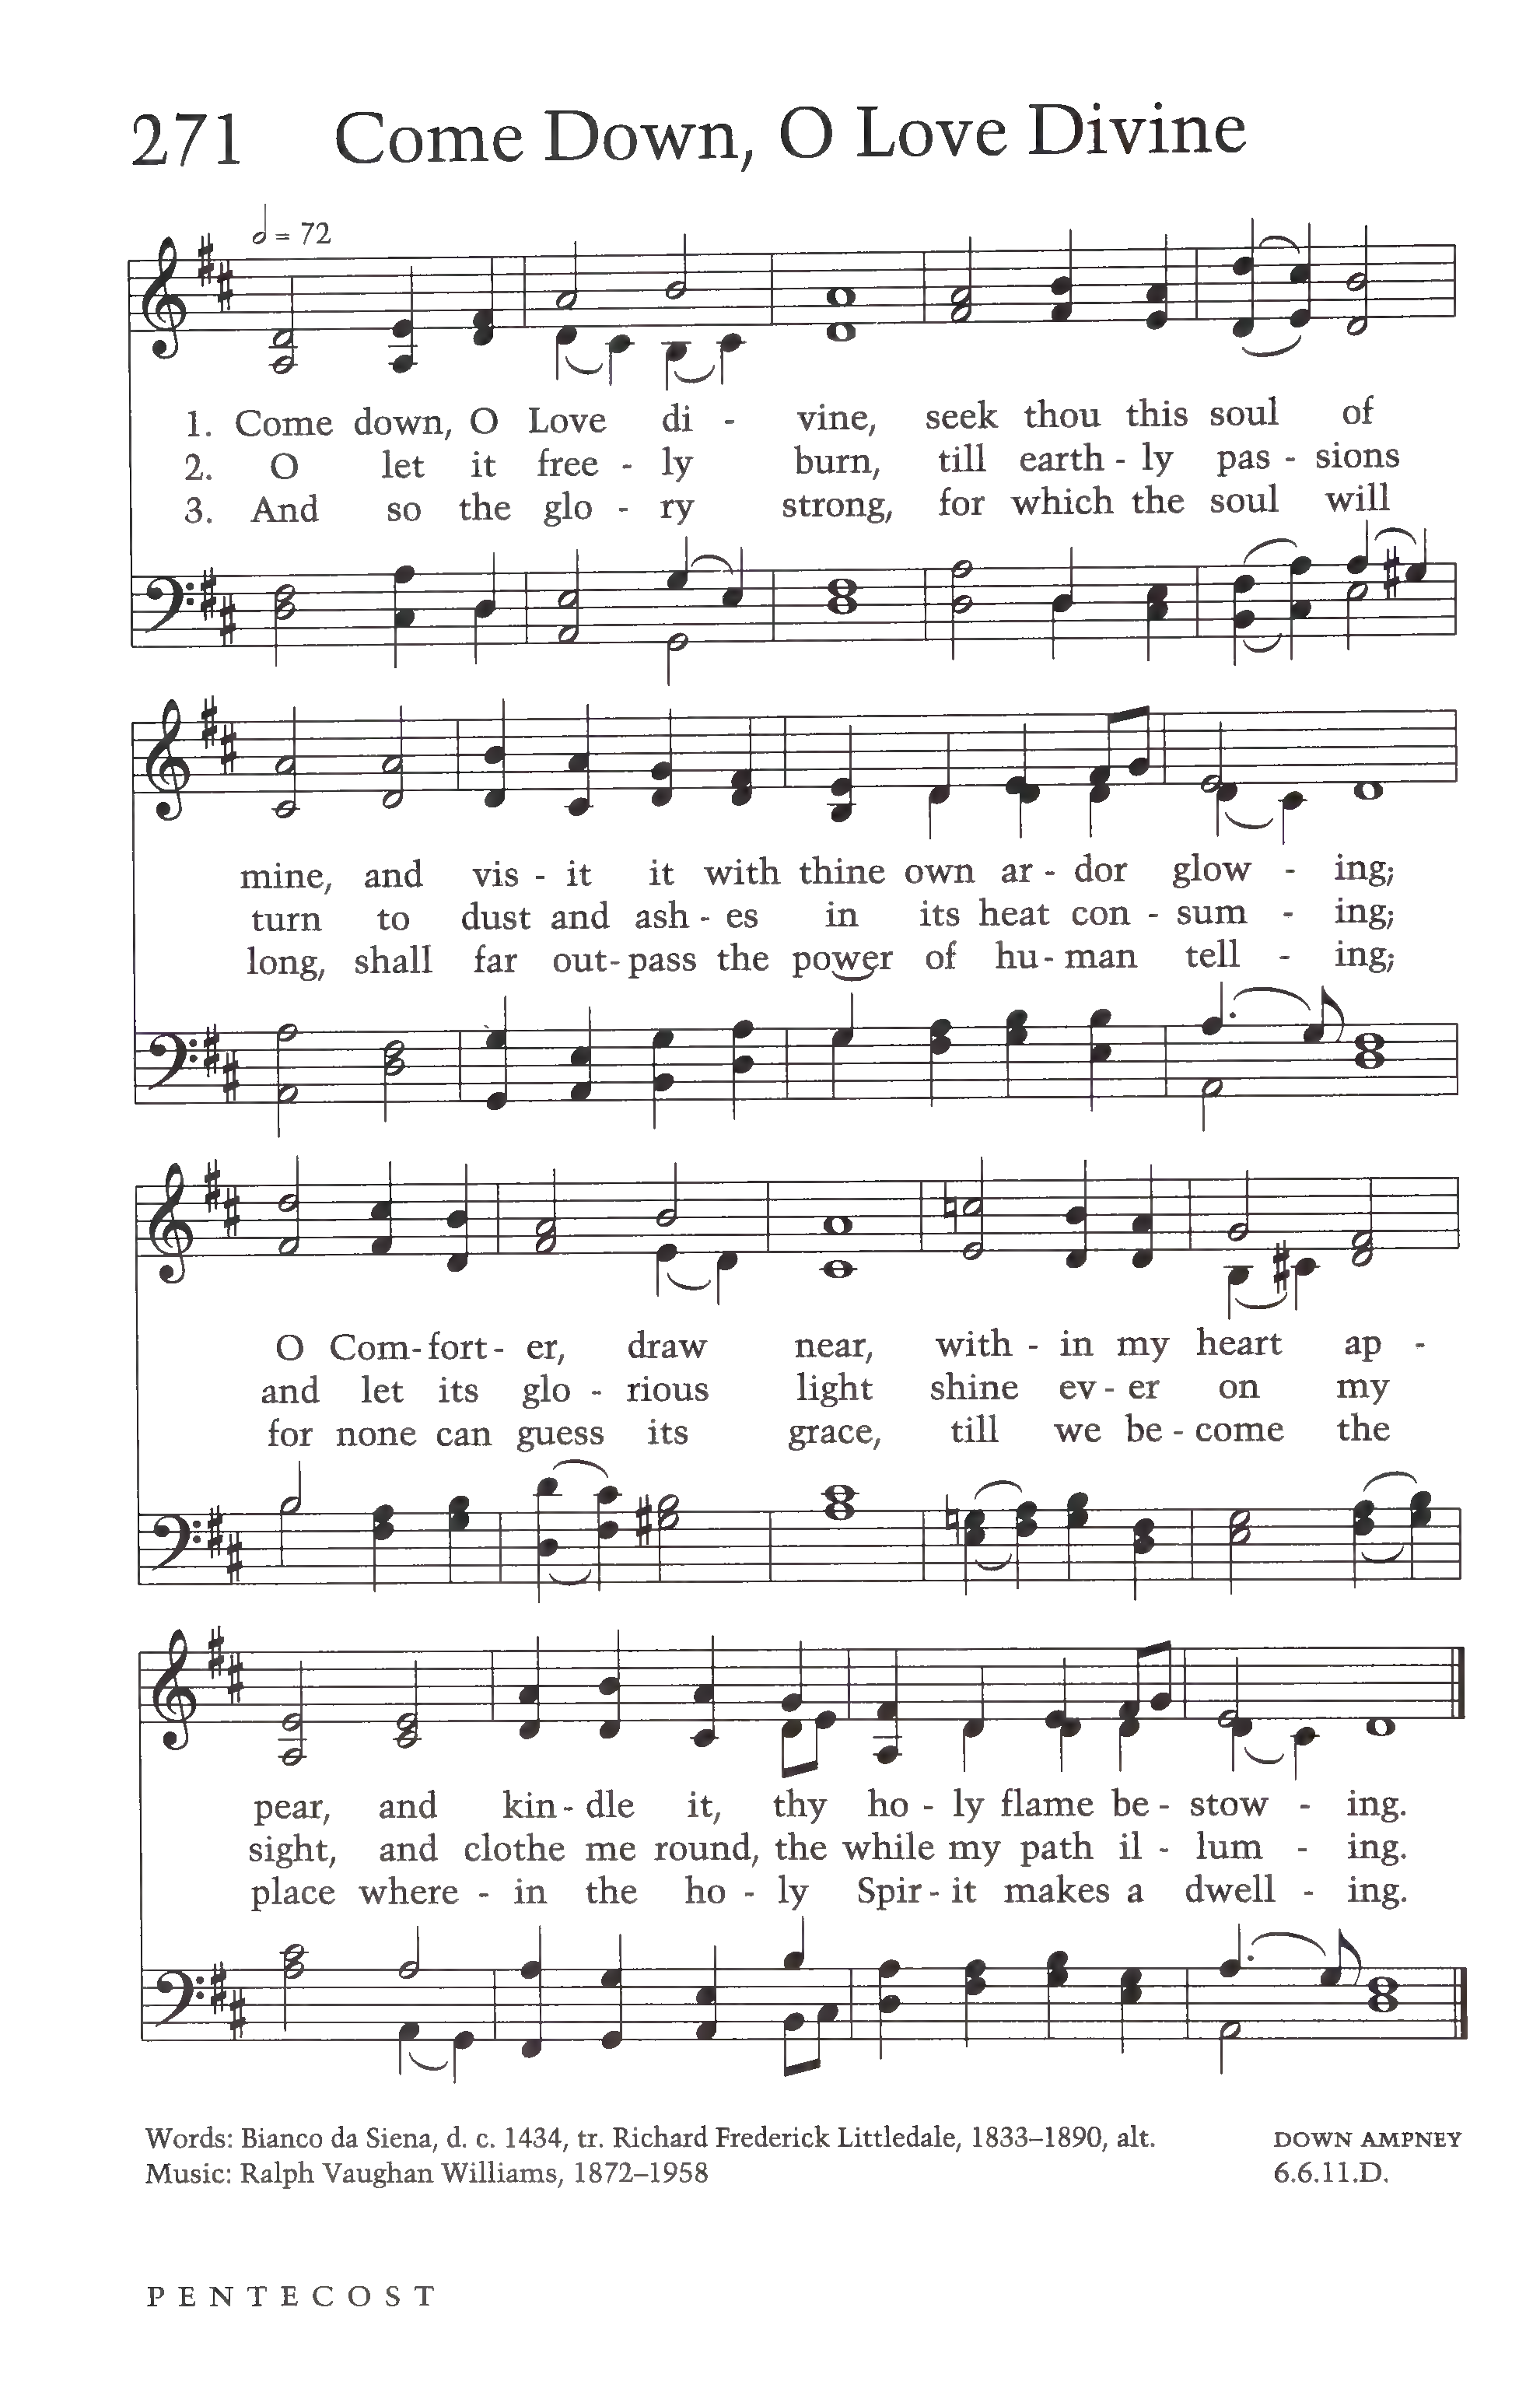 271 Come Down, O Love Divine
= 72
1. Come down, O Love di - vine, seek thou this soul of
2. O let it free - ly burn, till earth - ly pas - sions
3. And so the glo - ry strong, for which the soul will
mine, and vis - it it with thine own ar - dor glow - ing;
turn to dust and ash - es in its heat con - sum - ing;
long, shall far out - pass the power of hu - man tell - ing;
O Com - fort - er, draw near, with - in my heart ap -
and let its glo - rious light shine ev - er on my
for none can guess its grace, till we be - come the
pear, and kin - dle it, thy ho - ly flame be - stow - ing.
sight, and clothe me round, the while my path il - lum - ing.
place where - in the ho - ly Spir - it makes a dwell - ing.
Words: Bianco da Siena, d. c. 1434, tr. Richard Frederick Littledale, 1833–1890, alt. DOWN AMPNEY
Music: Ralph Vaughan Williams, 1872–1958 6.6.11.D.
PENTECOST